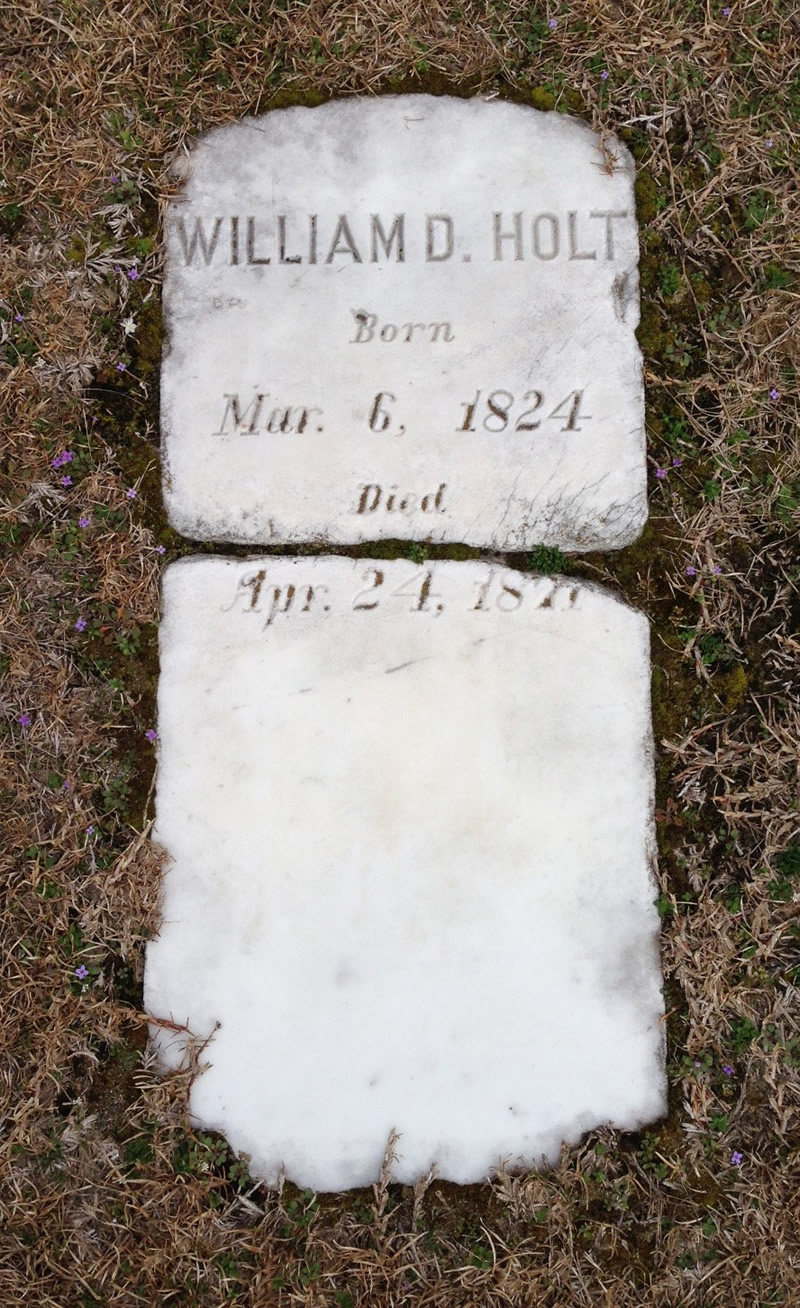 WILLIAM D. HOLT
Born
Mar. 6, 1824
Died
Apr. 24,